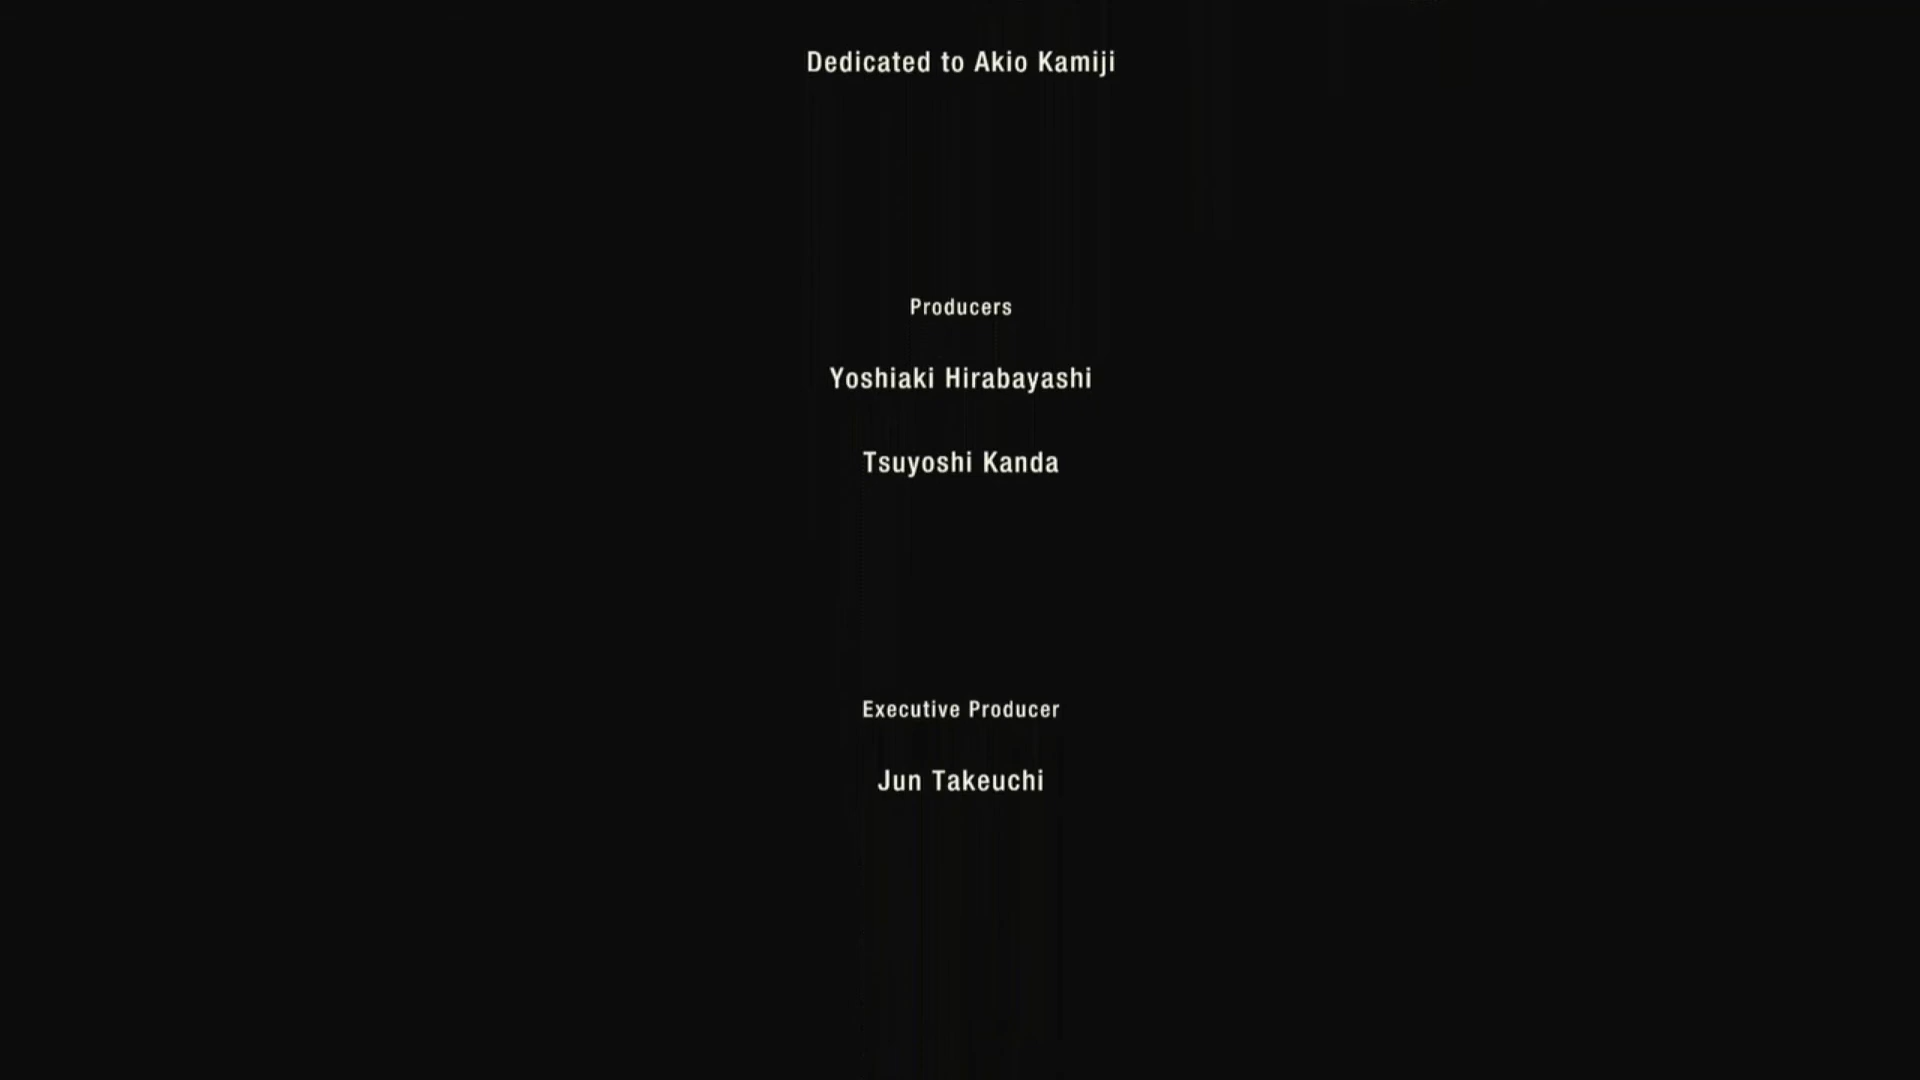 Dedicated to Akio Kamiji
Producers
Yoshiaki Hirabayashi
Tsuyoshi Kanda
Executive Producer
Jun Takeuchi